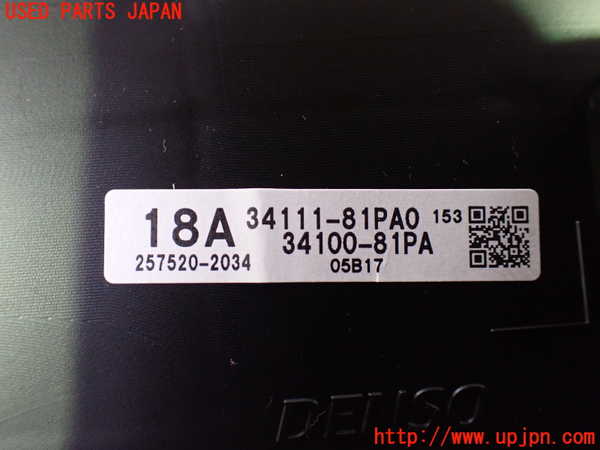 USED PARTS JAPAN
18A 34111-81PA0 153
34100-81PA
257520-2034 05B17
DENSO
http://www.upjpn.com/